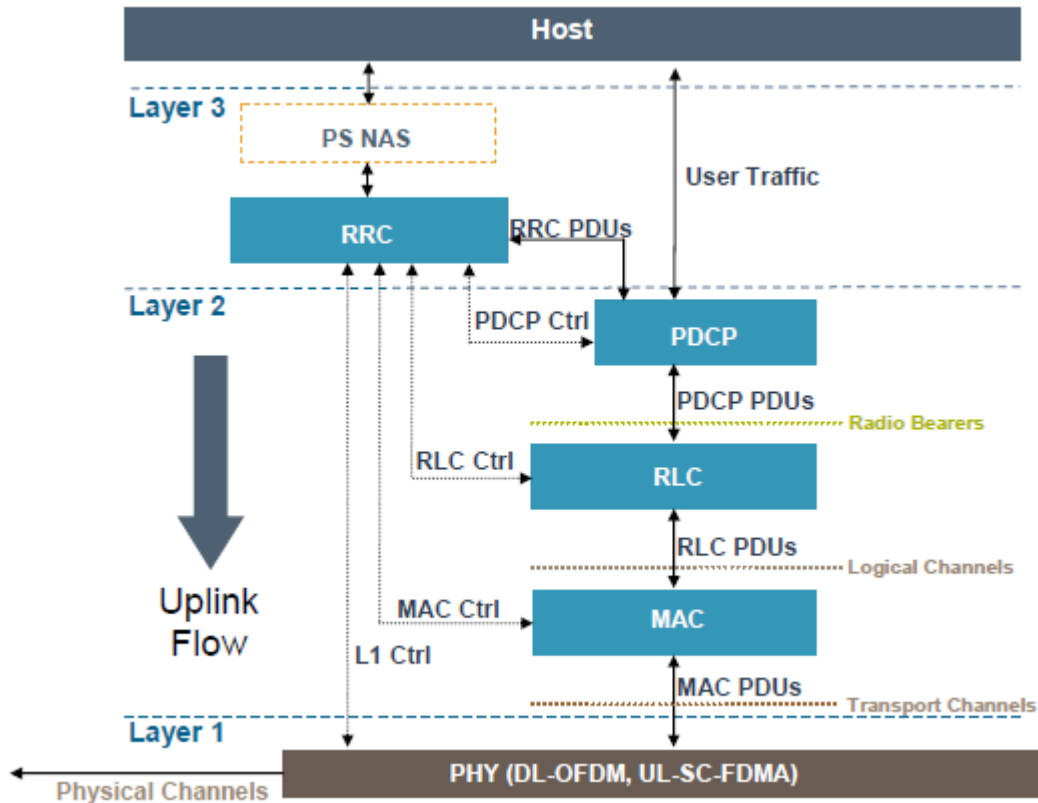 Host
Layer 3
PS NAS
User Traffic
RRC
RRC PDUs
Layer 2
PDCP Ctrl
PDCP
PDCP PDUs
Radio Bearers
RLC Ctrl
RLC
RLC PDUs
Logical Channels
Uplink
Flow
MAC Ctrl
MAC
L1 Ctrl
MAC PDUs
Transport Channels
Layer 1
PHY (DL-OFDM, UL-SC-FDMA)
Physical Channels